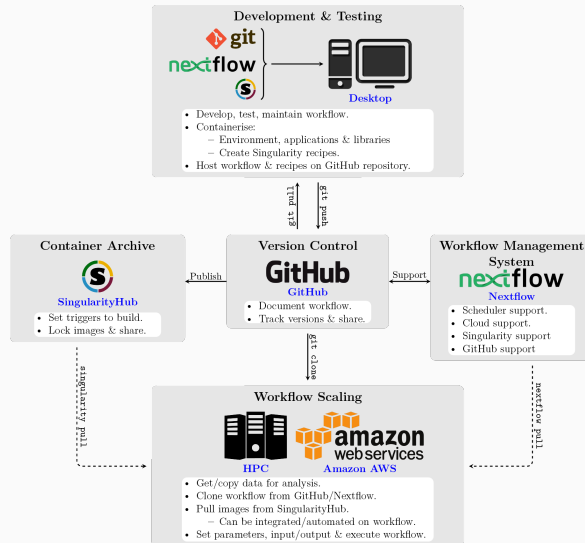 Development & Testing
git
nextflow
S
Desktop
• Develop, test, maintain workflow.
• Containerise:
– Environment, applications & libraries
– Create Singularity recipes.
• Host workflow & recipes on GitHub repository.
git pull
git push
Container Archive
S
SingularityHub
• Set triggers to build.
• Lock images & share.
Publish
Version Control
GitHub
GitHub
• Document workflow.
• Track versions & share.
Support
Workflow Management
System
nextflow
Nextflow
• Scheduler support.
• Cloud support.
• Singularity support
• GitHub support
singularity pull
git clone
nextflow pull
Workflow Scaling
HPC
amazon
web services
Amazon AWS
• Get/copy data for analysis.
• Clone workflow from GitHub/Nextflow.
• Pull images from SingularityHub.
– Can be integrated/automated on workflow.
• Set parameters, input/output & execute workflow.